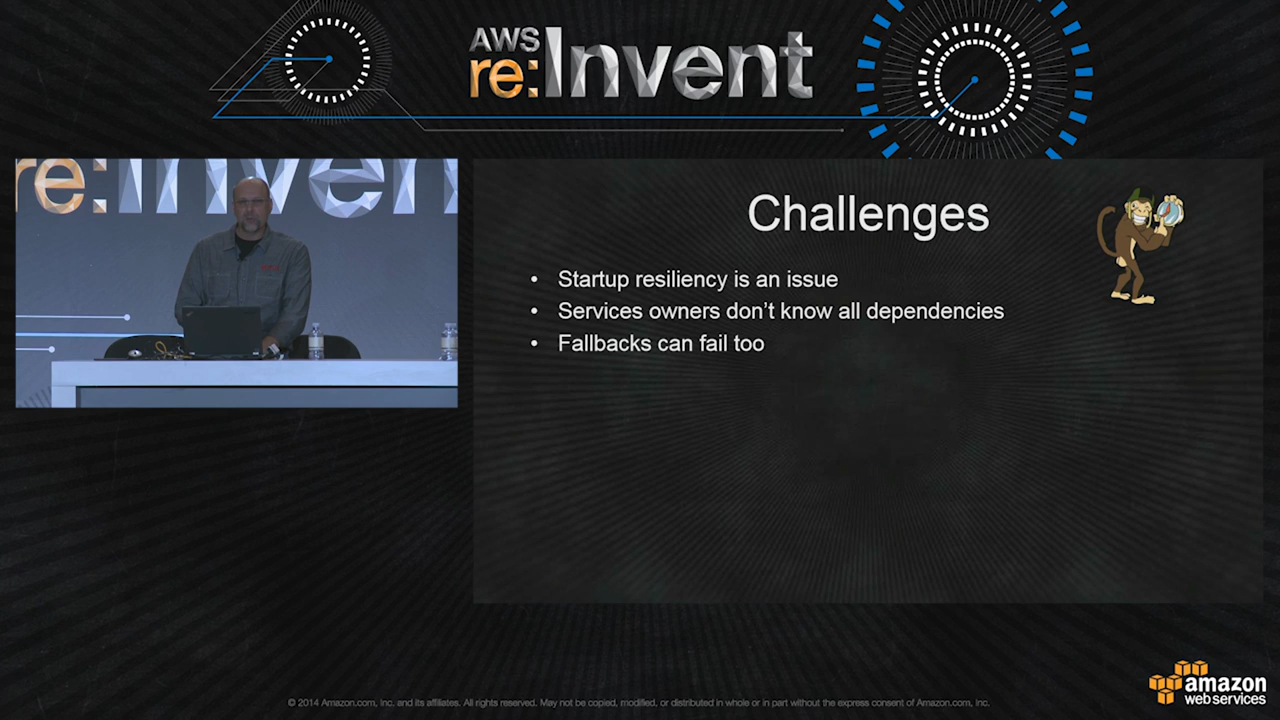 AWS
re:Invent
re:Inven
Challenges
• Startup resiliency is an issue
• Services owners don’t know all dependencies
• Fallbacks can fail too
amazon
web services
© 2014 Amazon.com, Inc. and its affiliates. All rights reserved. May not be copied, modified, or distributed in whole or in part without the express consent of Amazon.com, Inc.